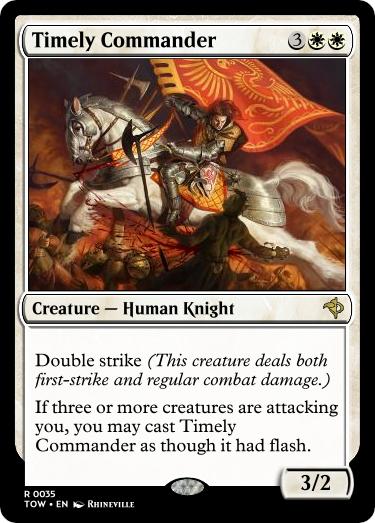 Timely Commander 3
Creature — Human Knight
Double strike (This creature deals both
first-strike and regular combat damage.)
If three or more creatures are attacking
you, you may cast Timely
Commander as though it had flash.
3/2
R 0035
TOW • EN Rhineville